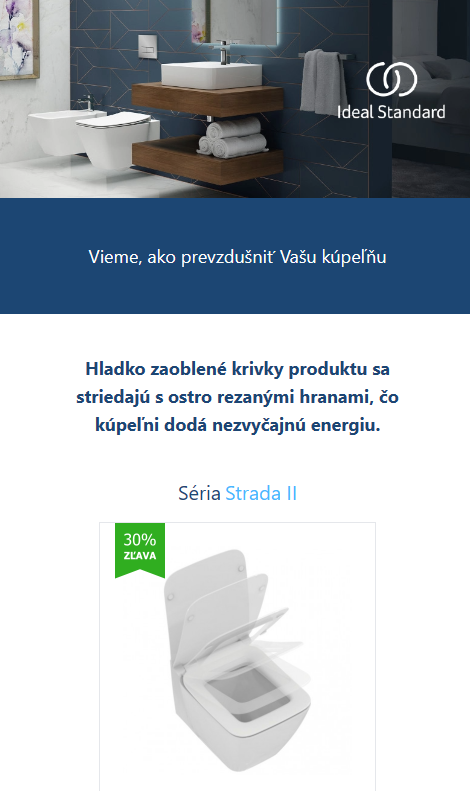 Ideal Standard
Vieme, ako prevzdušniť Vašu kúpeľňu
Hladko zaoblené krivky produktu sa
striedajú s ostro rezanými hranami, čo
kúpeľni dodá nezvyčajnú energiu.
Séria Strada II
30%
ZĽAVA